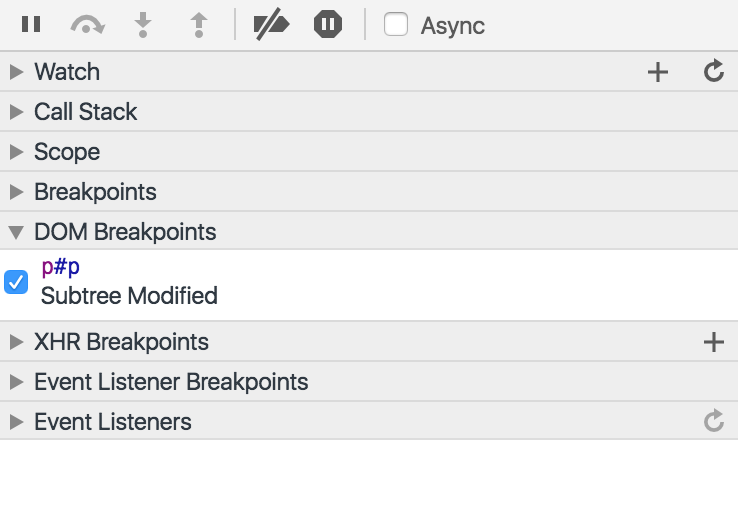 Async
Watch
Call Stack
Scope
Breakpoints
DOM Breakpoints
p#p
Subtree Modified
XHR Breakpoints
Event Listener Breakpoints
Event Listeners